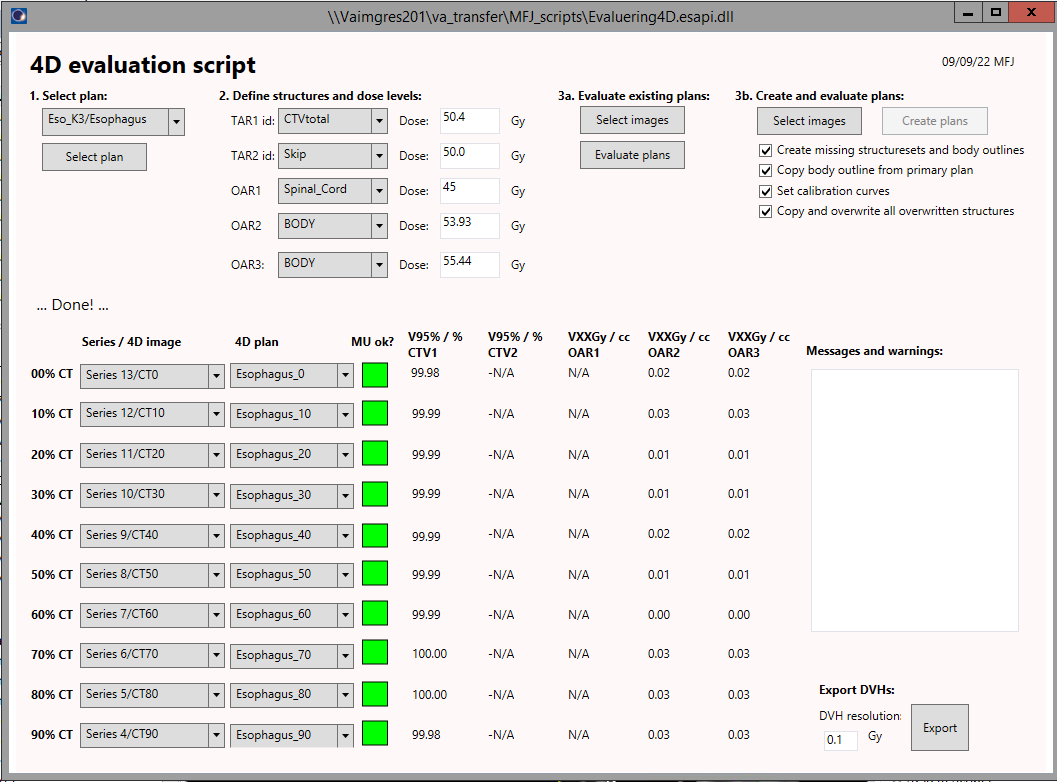 \\Vaimgres201\va_transfer\MFJ_scripts\Evaluering4D.esapi.dll
4D evaluation script
09/09/22 MFJ
1. Select plan:
Eso_K3/Esophagus
Select plan
2. Define structures and dose levels:
TAR1 id: CTVtotal Dose: 50.4 Gy
TAR2 id: Skip Dose: 50.0 Gy
OAR1 Spinal_Cord Dose: 45 Gy
OAR2 BODY Dose: 53.93 Gy
OAR3: BODY Dose: 55.44 Gy
3a. Evaluate existing plans:
Select images
Evaluate plans
3b. Create and evaluate plans:
Select images Create plans
Create missing structuresets and body outlines
Copy body outline from primary plan
Set calibration curves
Copy and overwrite all overwritten structures
... Done! ...
Series / 4D image 4D plan MU ok? V95% / % CTV1 V95% / % CTV2 VXXGy / cc OAR1 VXXGy / cc OAR2 VXXGy / cc OAR3
00% CT Series 13/CT0 Esophagus_0 99.98 -N/A N/A 0.02 0.02
10% CT Series 12/CT10 Esophagus_10 99.99 -N/A N/A 0.03 0.03
20% CT Series 11/CT20 Esophagus_20 99.99 -N/A N/A 0.01 0.01
30% CT Series 10/CT30 Esophagus_30 99.99 -N/A N/A 0.01 0.01
40% CT Series 9/CT40 Esophagus_40 99.99 -N/A N/A 0.02 0.02
50% CT Series 8/CT50 Esophagus_50 99.99 -N/A N/A 0.01 0.01
60% CT Series 7/CT60 Esophagus_60 99.99 -N/A N/A 0.00 0.00
70% CT Series 6/CT70 Esophagus_70 100.00 -N/A N/A 0.03 0.03
80% CT Series 5/CT80 Esophagus_80 100.00 -N/A N/A 0.03 0.03
90% CT Series 4/CT90 Esophagus_90 99.98 -N/A N/A 0.03 0.03
Messages and warnings:
Export DVHs:
DVH resolution:
0.1 Gy
Export